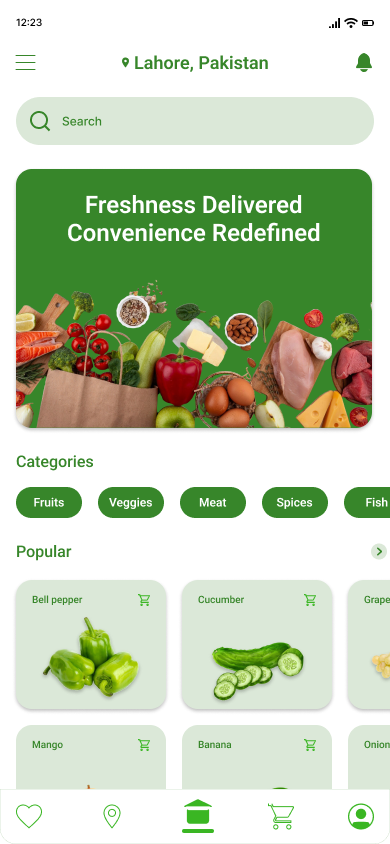 12:23
Lahore, Pakistan
Search
Freshness Delivered
Convenience Redefined
Categories
Fruits
Veggies
Meat
Spices
Fish
Popular
Bell pepper
Cucumber
Grape
Mango
Banana
Onion